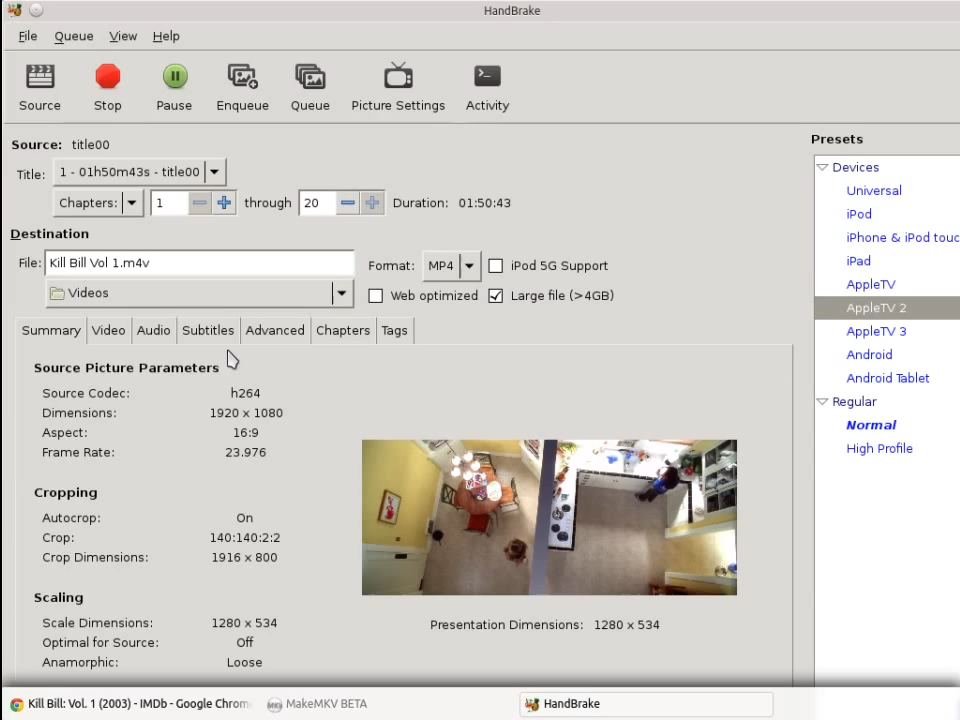 HandBrake
File Queue View Help
Source Stop Pause Enqueue Queue Picture Settings Activity
Source: title00
Title: 1 - 01h50m43s - title00
Chapters: 1 through 20 Duration: 01:50:43
Destination
File: Kill Bill Vol 1.m4v Format: MP4 iPod 5G Support
Videos Web optimized Large file (>4GB)
Summary Video Audio Subtitles Advanced Chapters Tags
Source Picture Parameters
Source Codec: h264
Dimensions: 1920 x 1080
Aspect: 16:9
Frame Rate: 23.976
Cropping
Autocrop: On
Crop: 140:140:2:2
Crop Dimensions: 1916 x 800
Scaling
Scale Dimensions: 1280 x 534
Optimal for Source: Off
Anamorphic: Loose
Presentation Dimensions: 1280 x 534
Presets
Devices
Universal
iPod
iPhone & iPod touc
iPad
AppleTV
AppleTV 2
AppleTV 3
Android
Android Tablet
Regular
Normal
High Profile
Kill Bill: Vol. 1 (2003) - IMDb - Google Chrom MakeMKV BETA HandBrake